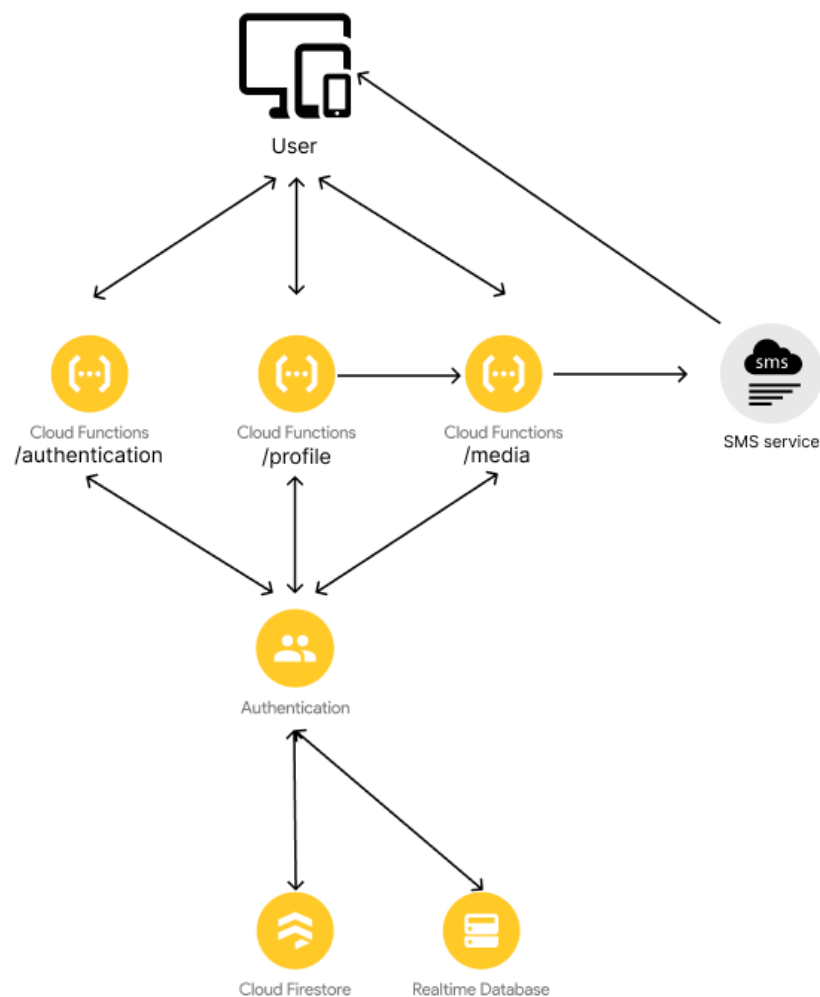 User
sms
Cloud Functions
/authentication
Cloud Functions
/profile
Cloud Functions
/media
SMS service
Authentication
Cloud Firestore
Realtime Database